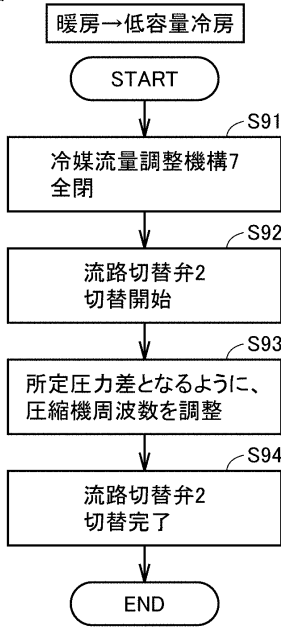 暖房→低容量冷房
START
S91
冷媒流量調整機構7
全閉
S92
流路切替弁2
切替開始
S93
所定圧力差となるように、
圧縮機周波数を調整
S94
流路切替弁2
切替完了
END